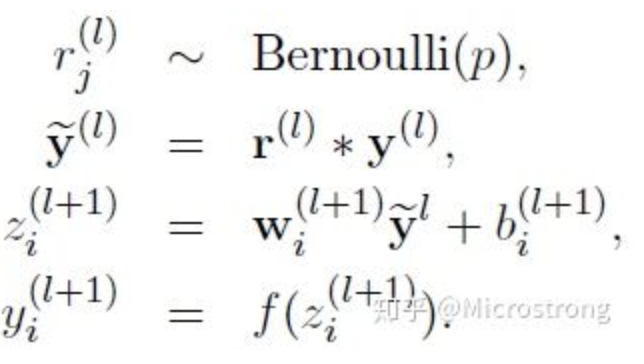 r_j^{(l)} ∼ Bernoulli(p),
ỹ^{(l)} = r^{(l)} * y^{(l)},
z_i^{(l+1)} = w_i^{(l+1)} ỹ^l + b_i^{(l+1)},
y_i^{(l+1)} = f(z_i^{(l+1)}).
知乎 @Microstrong